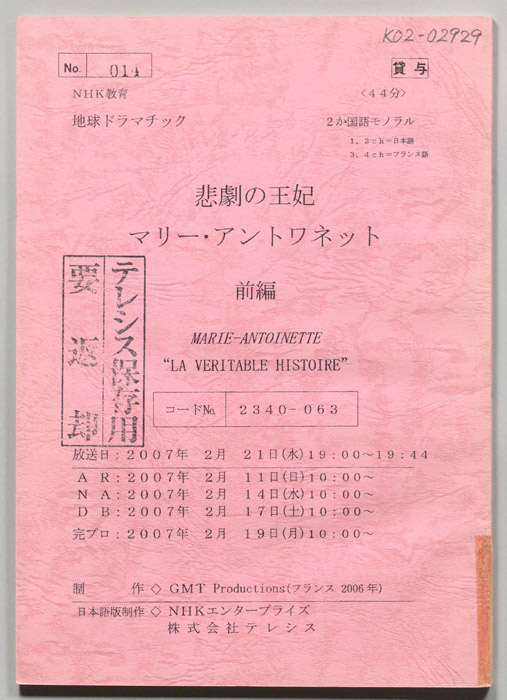 K02-02929
No. 014
貸与
NHK教育
〈44分〉
地球ドラマチック
2か国語モノラル
1, 2ch=日本語
3, 4ch=フランス語
悲劇の王妃
マリー・アントワネット
前編
MARIE-ANTOINETTE
“LA VERITABLE HISTOIRE”
テレシス保存用
要返却
コードNo. 2340-063
放送日:2007年 2月 21日(水)19:00～19:44
AR:2007年 2月 11日(日)10:00～
NA:2007年 2月 14日(水)10:00～
DB:2007年 2月 17日(土)10:00～
完プロ:2007年 2月 19日(月)10:00～
制 作◇ GMT Productions(フランス 2006年)
日本語版制作◇ NHKエンタープライズ
株式会社テレシス